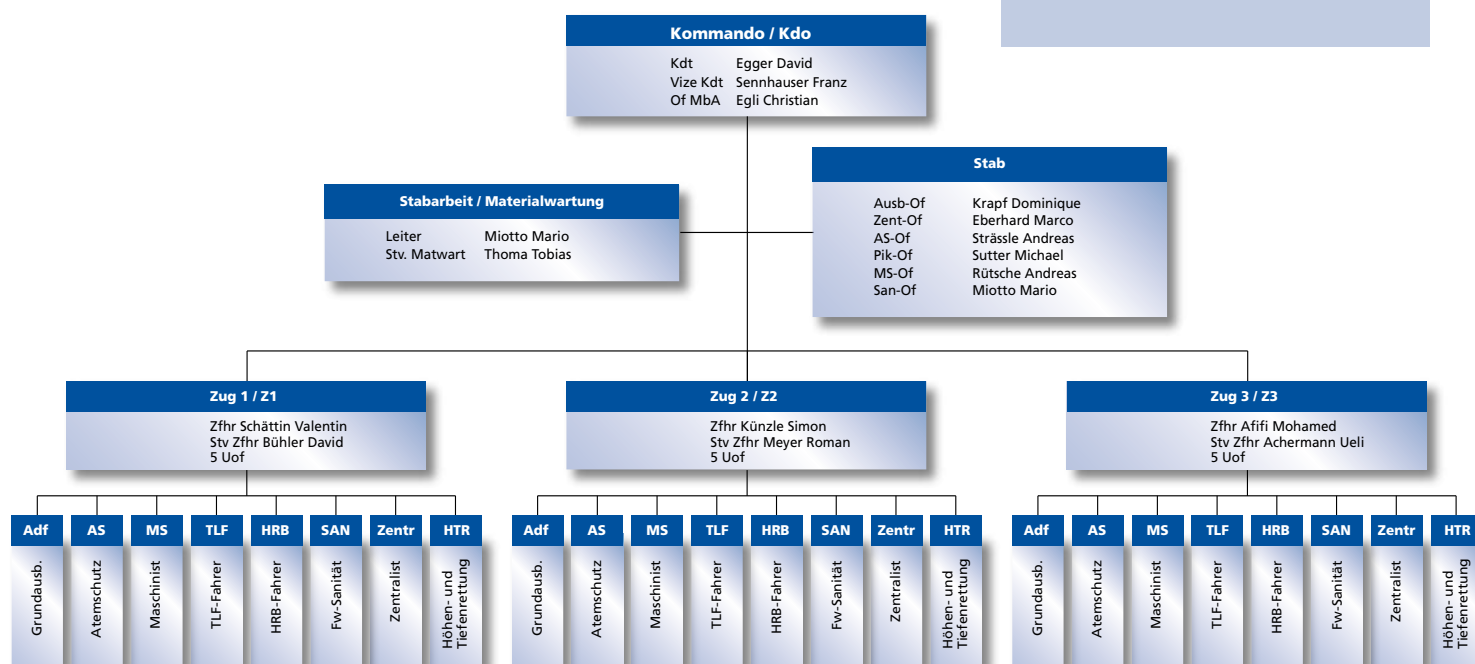 Kommando / Kdo
Kdt Egger David
Vize Kdt Sennhauser Franz
Of MbA Egli Christian
Stabarbeit / Materialwartung
Leiter Miotto Mario
Stv. Matwart Thoma Tobias
Stab
Ausb-Of Krapf Dominique
Zent-Of Eberhard Marco
AS-Of Strässle Andreas
Pik-Of Sutter Michael
MS-Of Rütsche Andreas
San-Of Miotto Mario
Zug 1 / Z1
Zfhr Schättin Valentin
Stv Zfhr Bühler David
5 Uof
Zug 2 / Z2
Zfhr Künzle Simon
Stv Zfhr Meyer Roman
5 Uof
Zug 3 / Z3
Zfhr Afifi Mohamed
Stv Zfhr Achermann Ueli
5 Uof
Adf
Grundausb.
AS
Atemschutz
MS
Maschinist
TLF
TLF-Fahrer
HRB
HRB-Fahrer
SAN
Fw-Sanität
Zentr
Zentralist
HTR
Höhen- und
Tiefenrettung
Adf
Grundausb.
AS
Atemschutz
MS
Maschinist
TLF
TLF-Fahrer
HRB
HRB-Fahrer
SAN
Fw-Sanität
Zentr
Zentralist
HTR
Höhen- und
Tiefenrettung
Adf
Grundausb.
AS
Atemschutz
MS
Maschinist
TLF
TLF-Fahrer
HRB
HRB-Fahrer
SAN
Fw-Sanität
Zentr
Zentralist
HTR
Höhen- und
Tiefenrettung